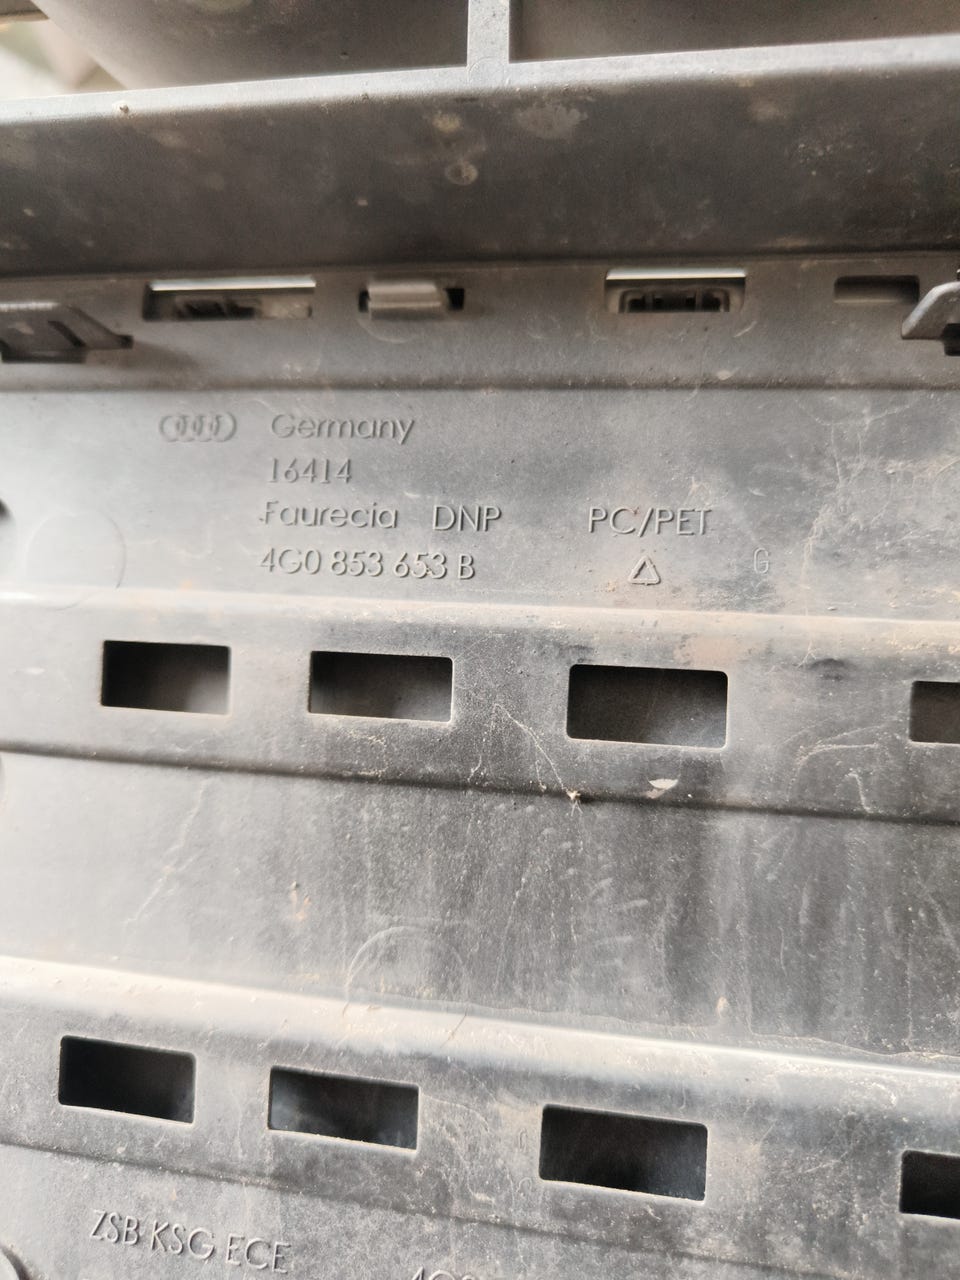 Germany
16414
Faurecia DNP PC/PET
4G0 853 653 B G
ZSB KSG ECE